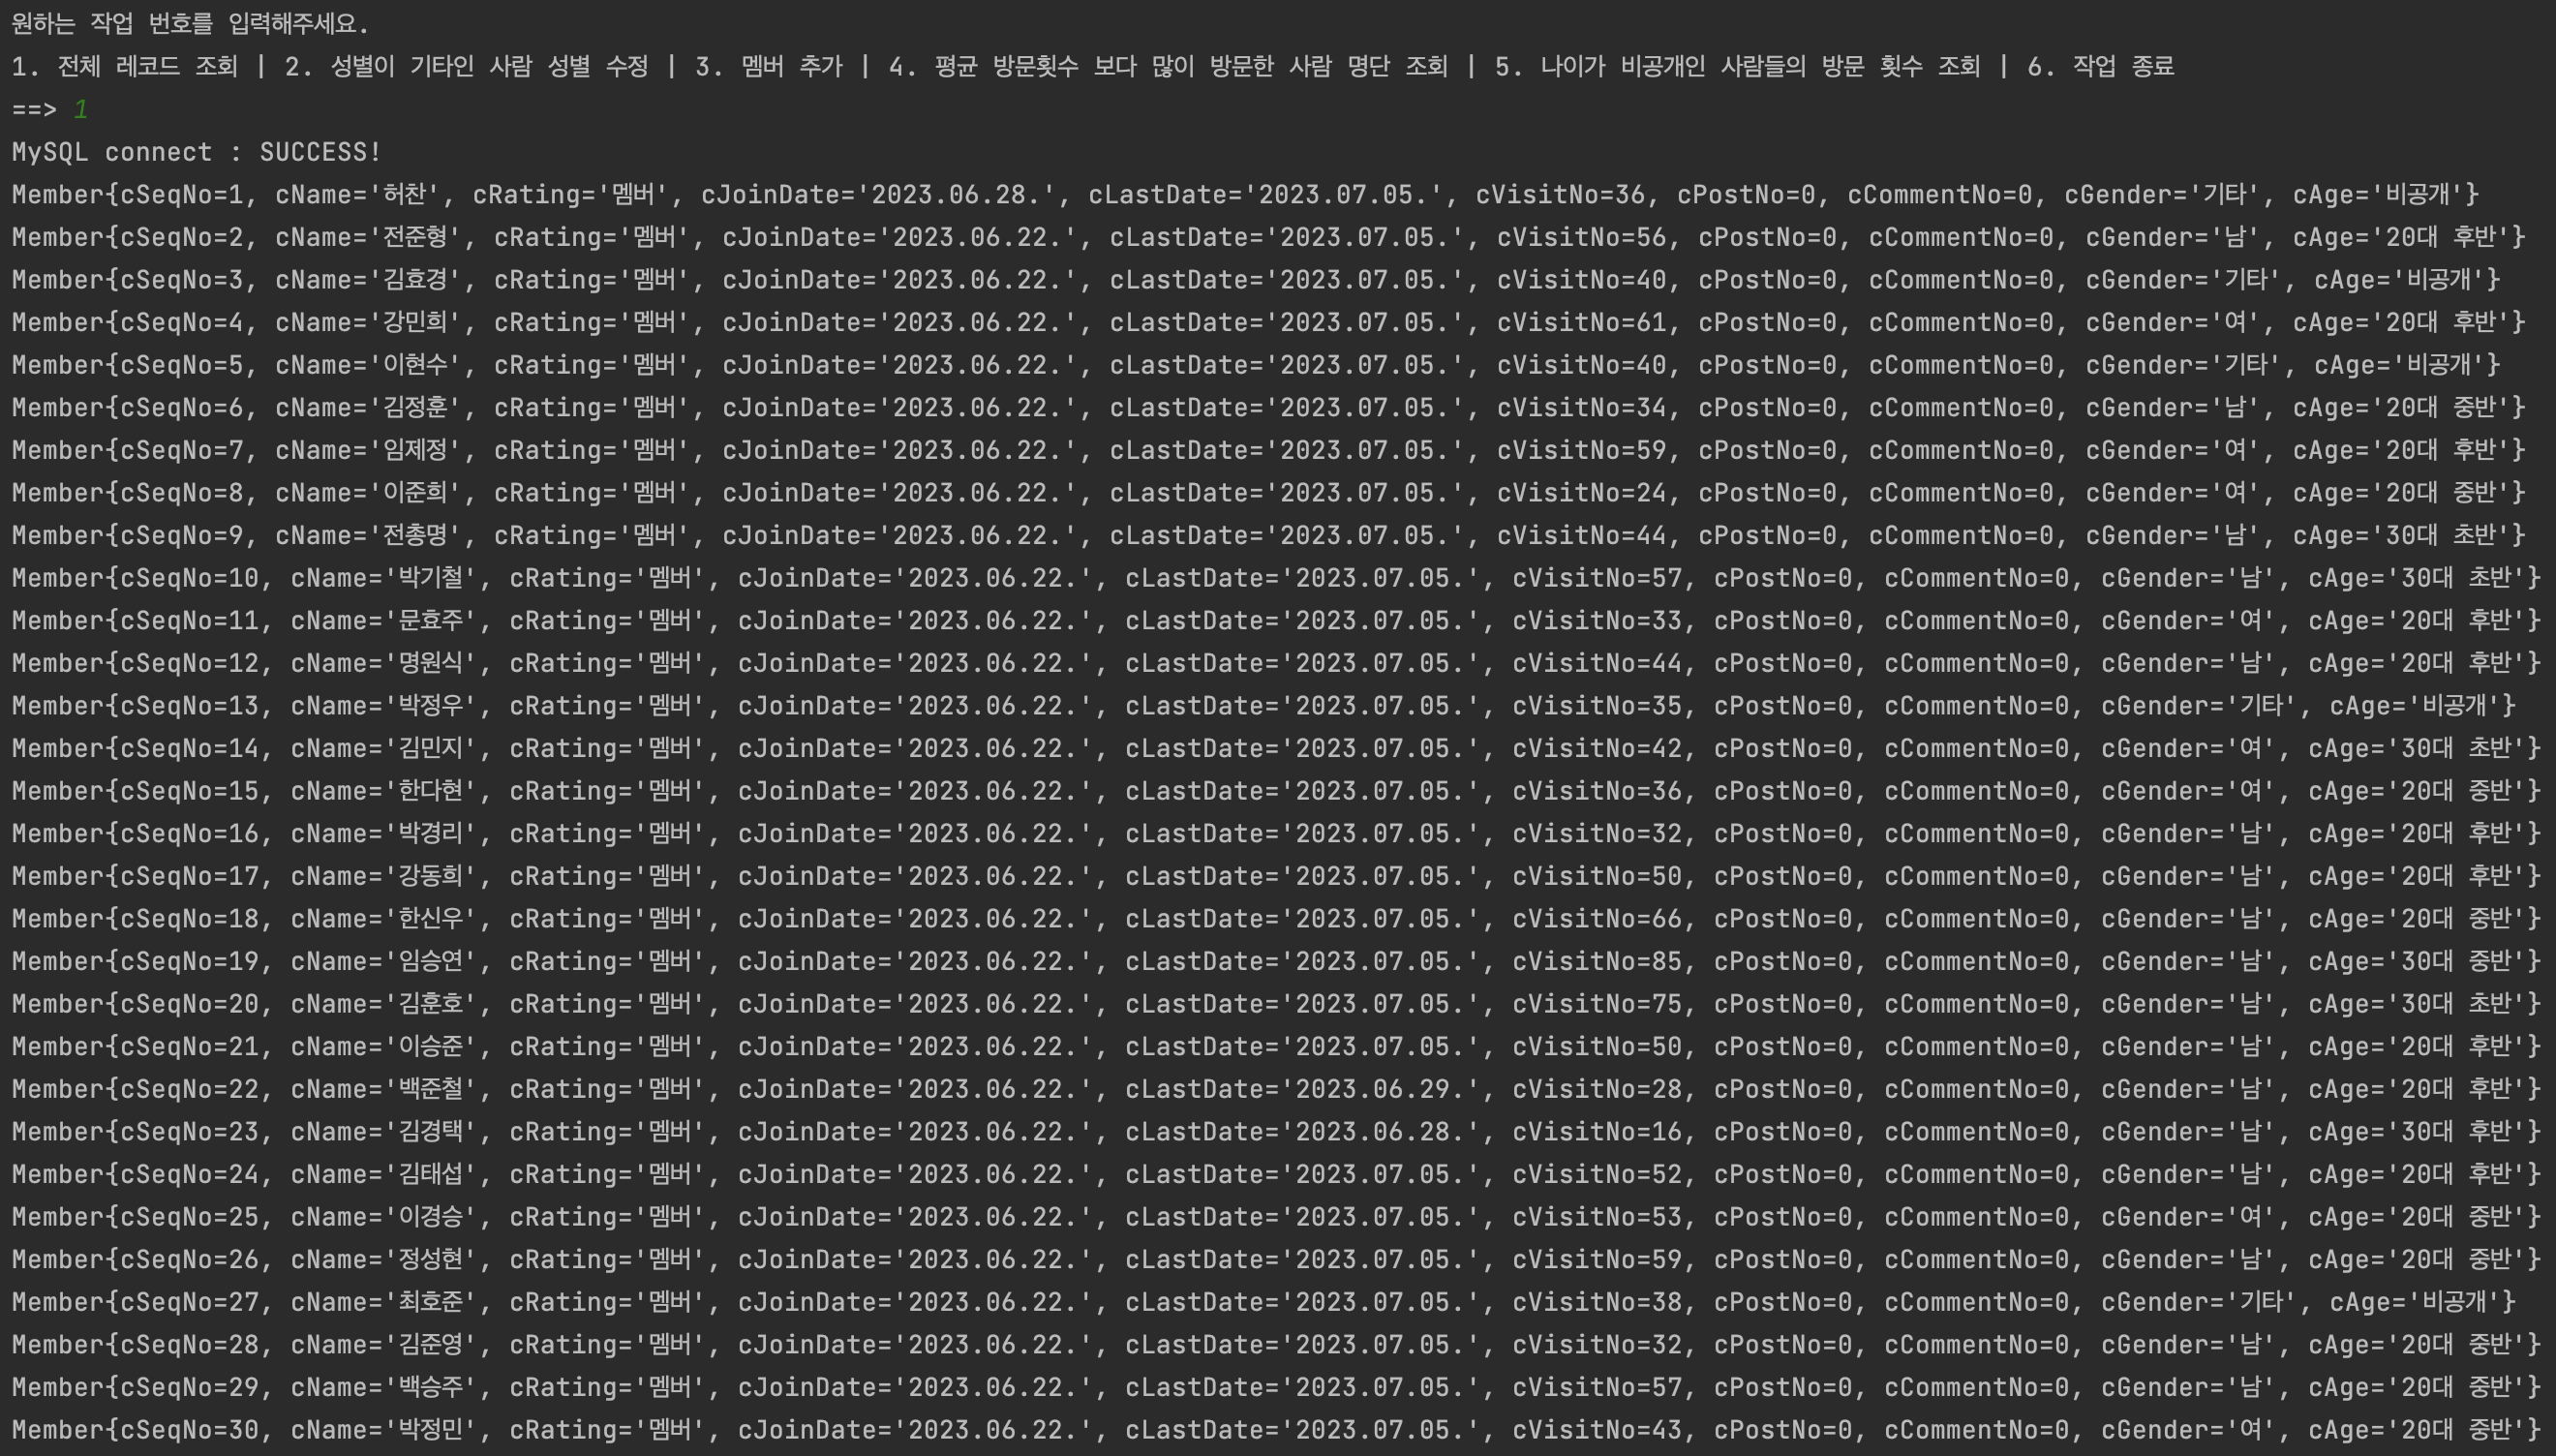 원하는 작업 번호를 입력해주세요.
1. 전체 레코드 조회 | 2. 성별이 기타인 사람 성별 수정 | 3. 멤버 추가 | 4. 평균 방문횟수 보다 많이 방문한 사람 명단 조회 | 5. 나이가 비공개인 사람들의 방문 횟수 조회 | 6. 작업 종료
==> 1
MySQL connect : SUCCESS!
Member{cSeqNo=1, cName='허찬', cRating='멤버', cJoinDate='2023.06.28.', cLastDate='2023.07.05.', cVisitNo=36, cPostNo=0, cCommentNo=0, cGender='기타', cAge='비공개'}
Member{cSeqNo=2, cName='전준형', cRating='멤버', cJoinDate='2023.06.22.', cLastDate='2023.07.05.', cVisitNo=56, cPostNo=0, cCommentNo=0, cGender='남', cAge='20대 후반'}
Member{cSeqNo=3, cName='김효경', cRating='멤버', cJoinDate='2023.06.22.', cLastDate='2023.07.05.', cVisitNo=40, cPostNo=0, cCommentNo=0, cGender='기타', cAge='비공개'}
Member{cSeqNo=4, cName='강민희', cRating='멤버', cJoinDate='2023.06.22.', cLastDate='2023.07.05.', cVisitNo=61, cPostNo=0, cCommentNo=0, cGender='여', cAge='20대 후반'}
Member{cSeqNo=5, cName='이현수', cRating='멤버', cJoinDate='2023.06.22.', cLastDate='2023.07.05.', cVisitNo=40, cPostNo=0, cCommentNo=0, cGender='기타', cAge='비공개'}
Member{cSeqNo=6, cName='김정훈', cRating='멤버', cJoinDate='2023.06.22.', cLastDate='2023.07.05.', cVisitNo=34, cPostNo=0, cCommentNo=0, cGender='남', cAge='20대 중반'}
Member{cSeqNo=7, cName='임제정', cRating='멤버', cJoinDate='2023.06.22.', cLastDate='2023.07.05.', cVisitNo=59, cPostNo=0, cCommentNo=0, cGender='여', cAge='20대 후반'}
Member{cSeqNo=8, cName='이준희', cRating='멤버', cJoinDate='2023.06.22.', cLastDate='2023.07.05.', cVisitNo=24, cPostNo=0, cCommentNo=0, cGender='여', cAge='20대 중반'}
Member{cSeqNo=9, cName='전총명', cRating='멤버', cJoinDate='2023.06.22.', cLastDate='2023.07.05.', cVisitNo=44, cPostNo=0, cCommentNo=0, cGender='남', cAge='30대 초반'}
Member{cSeqNo=10, cName='박기철', cRating='멤버', cJoinDate='2023.06.22.', cLastDate='2023.07.05.', cVisitNo=57, cPostNo=0, cCommentNo=0, cGender='남', cAge='30대 초반'}
Member{cSeqNo=11, cName='문효주', cRating='멤버', cJoinDate='2023.06.22.', cLastDate='2023.07.05.', cVisitNo=33, cPostNo=0, cCommentNo=0, cGender='여', cAge='20대 후반'}
Member{cSeqNo=12, cName='명원식', cRating='멤버', cJoinDate='2023.06.22.', cLastDate='2023.07.05.', cVisitNo=44, cPostNo=0, cCommentNo=0, cGender='남', cAge='20대 후반'}
Member{cSeqNo=13, cName='박정우', cRating='멤버', cJoinDate='2023.06.22.', cLastDate='2023.07.05.', cVisitNo=35, cPostNo=0, cCommentNo=0, cGender='기타', cAge='비공개'}
Member{cSeqNo=14, cName='김민지', cRating='멤버', cJoinDate='2023.06.22.', cLastDate='2023.07.05.', cVisitNo=42, cPostNo=0, cCommentNo=0, cGender='여', cAge='30대 초반'}
Member{cSeqNo=15, cName='한다현', cRating='멤버', cJoinDate='2023.06.22.', cLastDate='2023.07.05.', cVisitNo=36, cPostNo=0, cCommentNo=0, cGender='여', cAge='20대 중반'}
Member{cSeqNo=16, cName='박경리', cRating='멤버', cJoinDate='2023.06.22.', cLastDate='2023.07.05.', cVisitNo=32, cPostNo=0, cCommentNo=0, cGender='남', cAge='20대 후반'}
Member{cSeqNo=17, cName='강동희', cRating='멤버', cJoinDate='2023.06.22.', cLastDate='2023.07.05.', cVisitNo=50, cPostNo=0, cCommentNo=0, cGender='남', cAge='20대 후반'}
Member{cSeqNo=18, cName='한신우', cRating='멤버', cJoinDate='2023.06.22.', cLastDate='2023.07.05.', cVisitNo=66, cPostNo=0, cCommentNo=0, cGender='남', cAge='20대 중반'}
Member{cSeqNo=19, cName='임승연', cRating='멤버', cJoinDate='2023.06.22.', cLastDate='2023.07.05.', cVisitNo=85, cPostNo=0, cCommentNo=0, cGender='남', cAge='30대 중반'}
Member{cSeqNo=20, cName='김훈호', cRating='멤버', cJoinDate='2023.06.22.', cLastDate='2023.07.05.', cVisitNo=75, cPostNo=0, cCommentNo=0, cGender='남', cAge='30대 초반'}
Member{cSeqNo=21, cName='이승준', cRating='멤버', cJoinDate='2023.06.22.', cLastDate='2023.07.05.', cVisitNo=50, cPostNo=0, cCommentNo=0, cGender='남', cAge='20대 후반'}
Member{cSeqNo=22, cName='백준철', cRating='멤버', cJoinDate='2023.06.22.', cLastDate='2023.06.29.', cVisitNo=28, cPostNo=0, cCommentNo=0, cGender='남', cAge='20대 후반'}
Member{cSeqNo=23, cName='김경택', cRating='멤버', cJoinDate='2023.06.22.', cLastDate='2023.06.28.', cVisitNo=16, cPostNo=0, cCommentNo=0, cGender='남', cAge='30대 후반'}
Member{cSeqNo=24, cName='김태섭', cRating='멤버', cJoinDate='2023.06.22.', cLastDate='2023.07.05.', cVisitNo=52, cPostNo=0, cCommentNo=0, cGender='남', cAge='20대 후반'}
Member{cSeqNo=25, cName='이경승', cRating='멤버', cJoinDate='2023.06.22.', cLastDate='2023.07.05.', cVisitNo=53, cPostNo=0, cCommentNo=0, cGender='여', cAge='20대 중반'}
Member{cSeqNo=26, cName='정성현', cRating='멤버', cJoinDate='2023.06.22.', cLastDate='2023.07.05.', cVisitNo=59, cPostNo=0, cCommentNo=0, cGender='남', cAge='20대 중반'}
Member{cSeqNo=27, cName='최호준', cRating='멤버', cJoinDate='2023.06.22.', cLastDate='2023.07.05.', cVisitNo=38, cPostNo=0, cCommentNo=0, cGender='기타', cAge='비공개'}
Member{cSeqNo=28, cName='김준영', cRating='멤버', cJoinDate='2023.06.22.', cLastDate='2023.07.05.', cVisitNo=32, cPostNo=0, cCommentNo=0, cGender='남', cAge='20대 중반'}
Member{cSeqNo=29, cName='백승주', cRating='멤버', cJoinDate='2023.06.22.', cLastDate='2023.07.05.', cVisitNo=57, cPostNo=0, cCommentNo=0, cGender='남', cAge='20대 중반'}
Member{cSeqNo=30, cName='박정민', cRating='멤버', cJoinDate='2023.06.22.', cLastDate='2023.07.05.', cVisitNo=43, cPostNo=0, cCommentNo=0, cGender='여', cAge='20대 중반'}